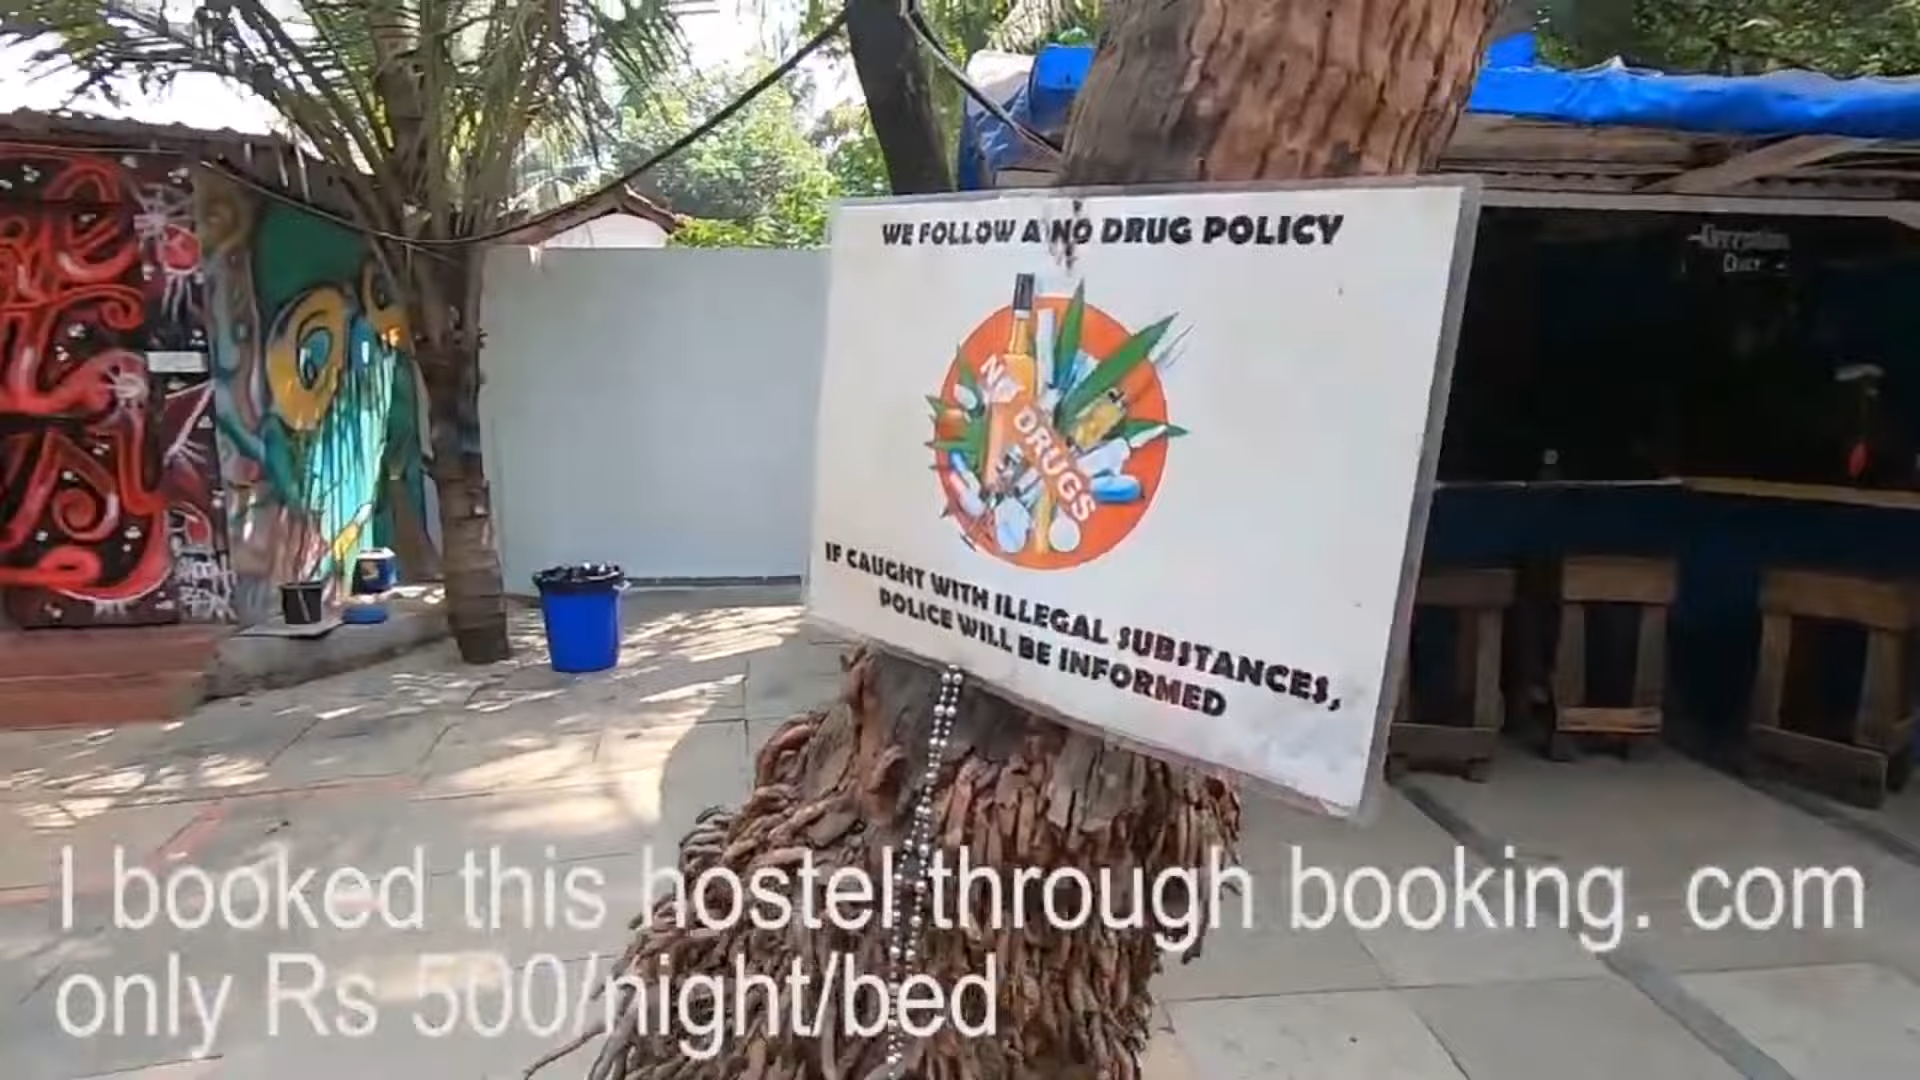 WE FOLLOW A NO DRUG POLICY
NO DRUGS
IF CAUGHT WITH ILLEGAL SUBSTANCES,
POLICE WILL BE INFORMED
I booked this hostel through booking. com
only Rs 500/night/bed